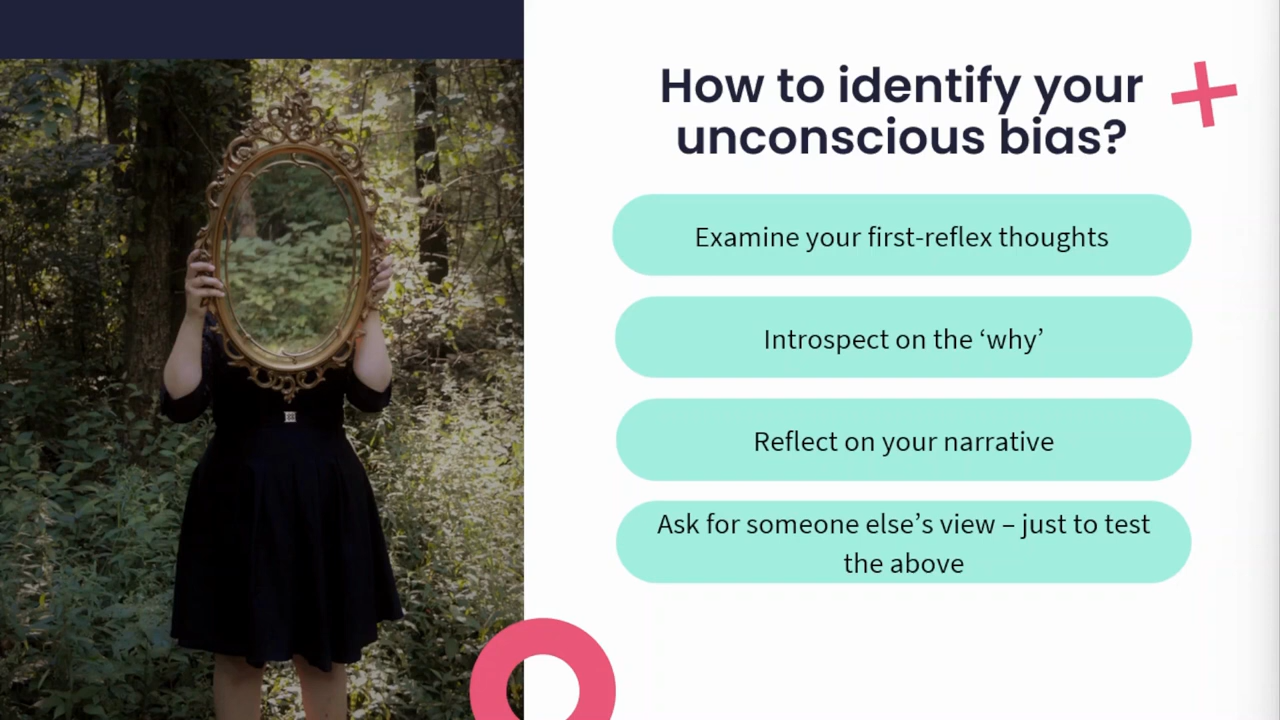 How to identify your
unconscious bias?
Examine your first-reflex thoughts
Introspect on the ‘why’
Reflect on your narrative
Ask for someone else’s view – just to test
the above